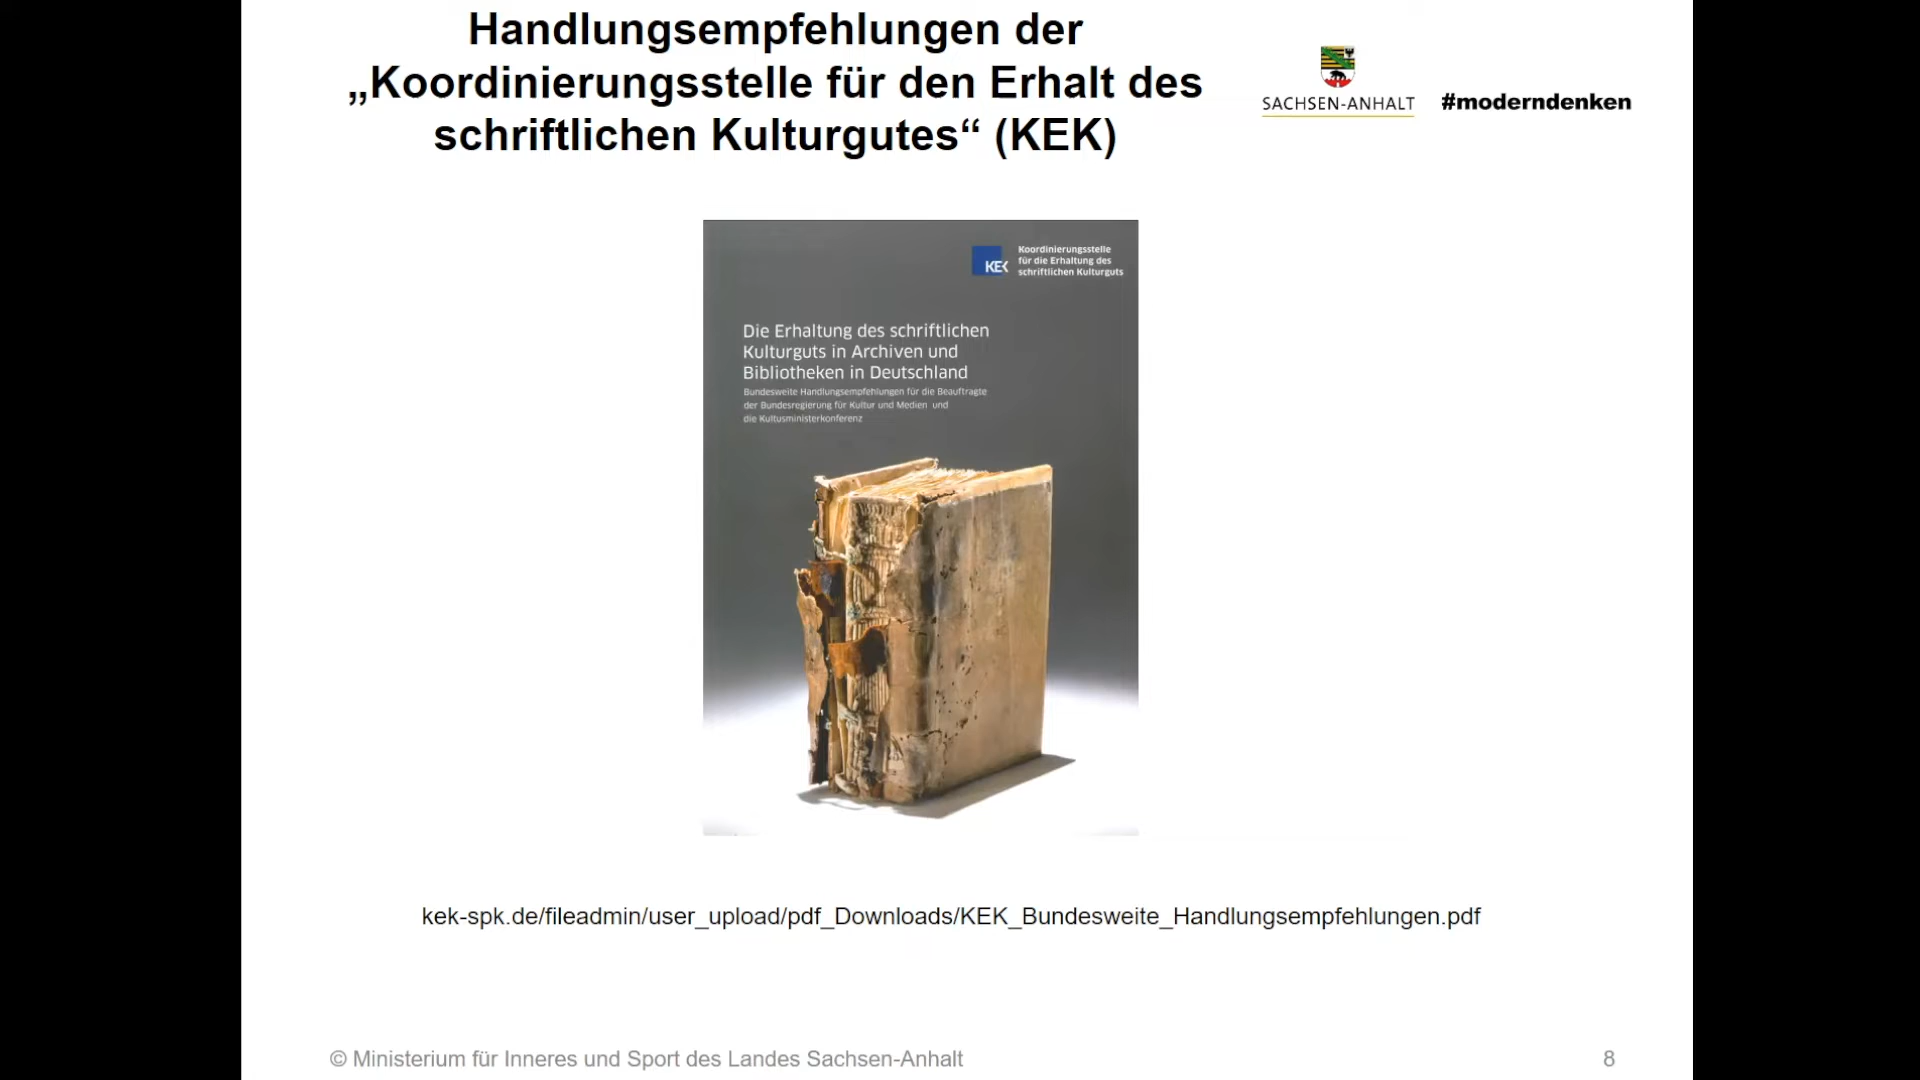 Handlungsempfehlungen der
„Koordinierungsstelle für den Erhalt des
schriftlichen Kulturgutes“ (KEK)
SACHSEN-ANHALT
#moderndenken
KEK
Koordinierungsstelle
für die Erhaltung des
schriftlichen Kulturguts
Die Erhaltung des schriftlichen
Kulturguts in Archiven und
Bibliotheken in Deutschland
Bundesweite Handlungsempfehlungen für die Beauftragte
der Bundesregierung für Kultur und Medien und
die Kultusministerkonferenz
kek-spk.de/fileadmin/user_upload/pdf_Downloads/KEK_Bundesweite_Handlungsempfehlungen.pdf
© Ministerium für Inneres und Sport des Landes Sachsen-Anhalt
8